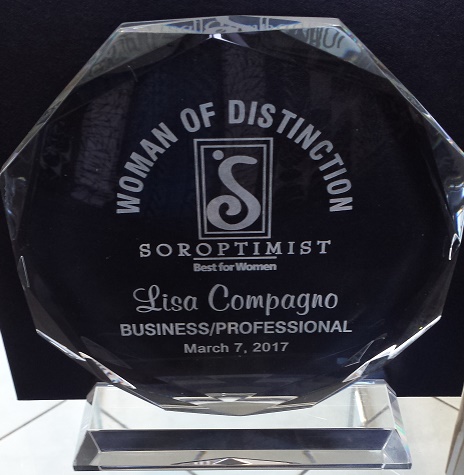 WOMAN OF DISTINCTION
S
SOROPTIMIST
Best for Women
Lisa Compagno
BUSINESS/PROFESSIONAL
March 7, 2017